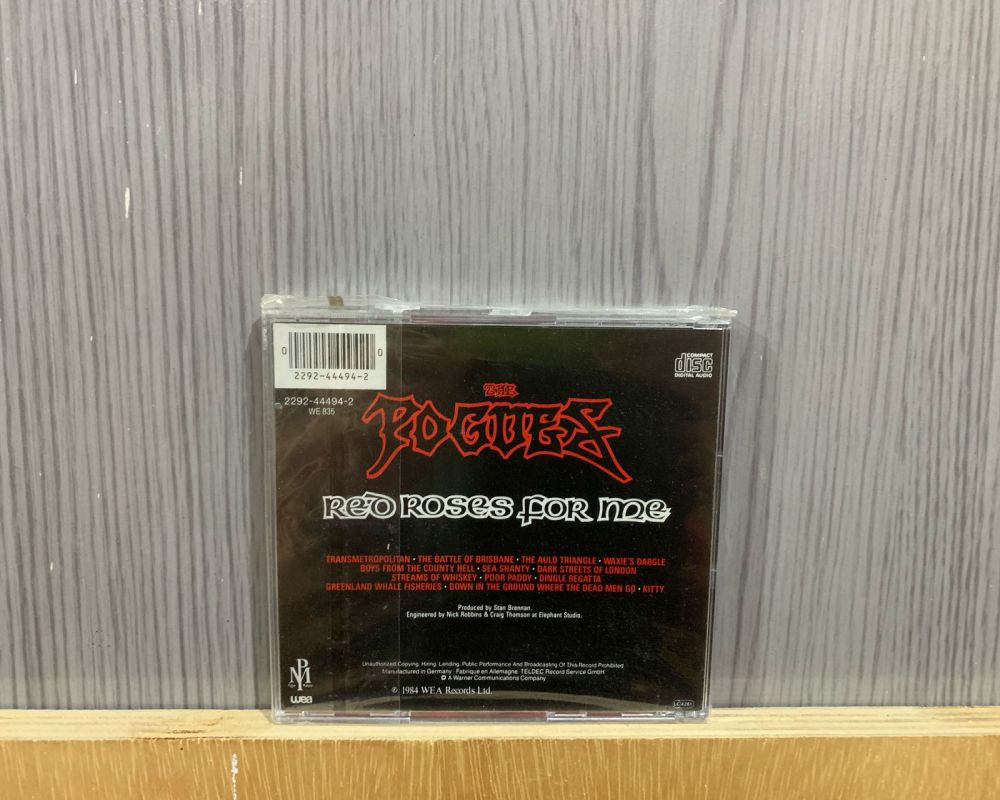 0 0
2292-44494-2
COMPACT
disc
DIGITAL AUDIO
2292-44494-2
WE 835
THE
POGUES
RED ROSES FOR ME
TRANSMETROPOLITAN · THE BATTLE OF BRISBANE · THE AULD TRIANGLE · WAXIE'S DARGLE
BOYS FROM THE COUNTY HELL · SEA SHANTY · DARK STREETS OF LONDON
STREAMS OF WHISKEY · POOR PADDY · DINGLE REGATTA
GREENLAND WHALE FISHERIES · DOWN IN THE GROUND WHERE THE DEAD MEN GO · KITTY
Produced by Stan Brennan.
Engineered by Nick Robbins & Craig Thomson at Elephant Studio.
Unauthorized Copying, Hiring, Lending, Public Performance And Broadcasting Of This Record Prohibited.
Manufactured in Germany · Fabriqué en Allemagne. TELDEC Record Service GmbH
A Warner Communications Company
℗ 1984 WEA Records Ltd.
PM
wea
LC 4281